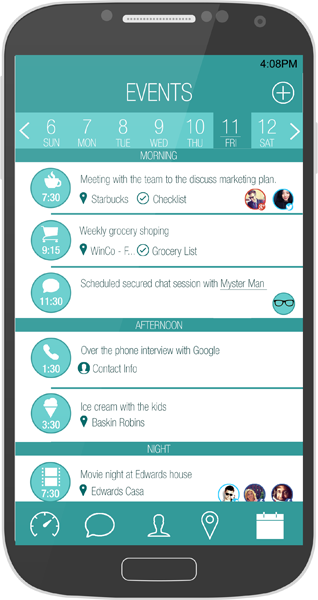 4:08PM
EVENTS
6 7 8 9 10 11 12
SUN MON TUE WED THU FRI SAT
MORNING
Meeting with the team to discuss marketing plan.
7:30 Starbucks Checklist
Weekly grocery shoping
9:15 WinCo - F... Grocery List
Scheduled secured chat session with Myster Man
11:30
AFTERNOON
Over the phone interview with Google
1:30 Contact Info
Ice cream with the kids
3:30 Baskin Robins
NIGHT
Movie night at Edwards house
7:30 Edwards Casa